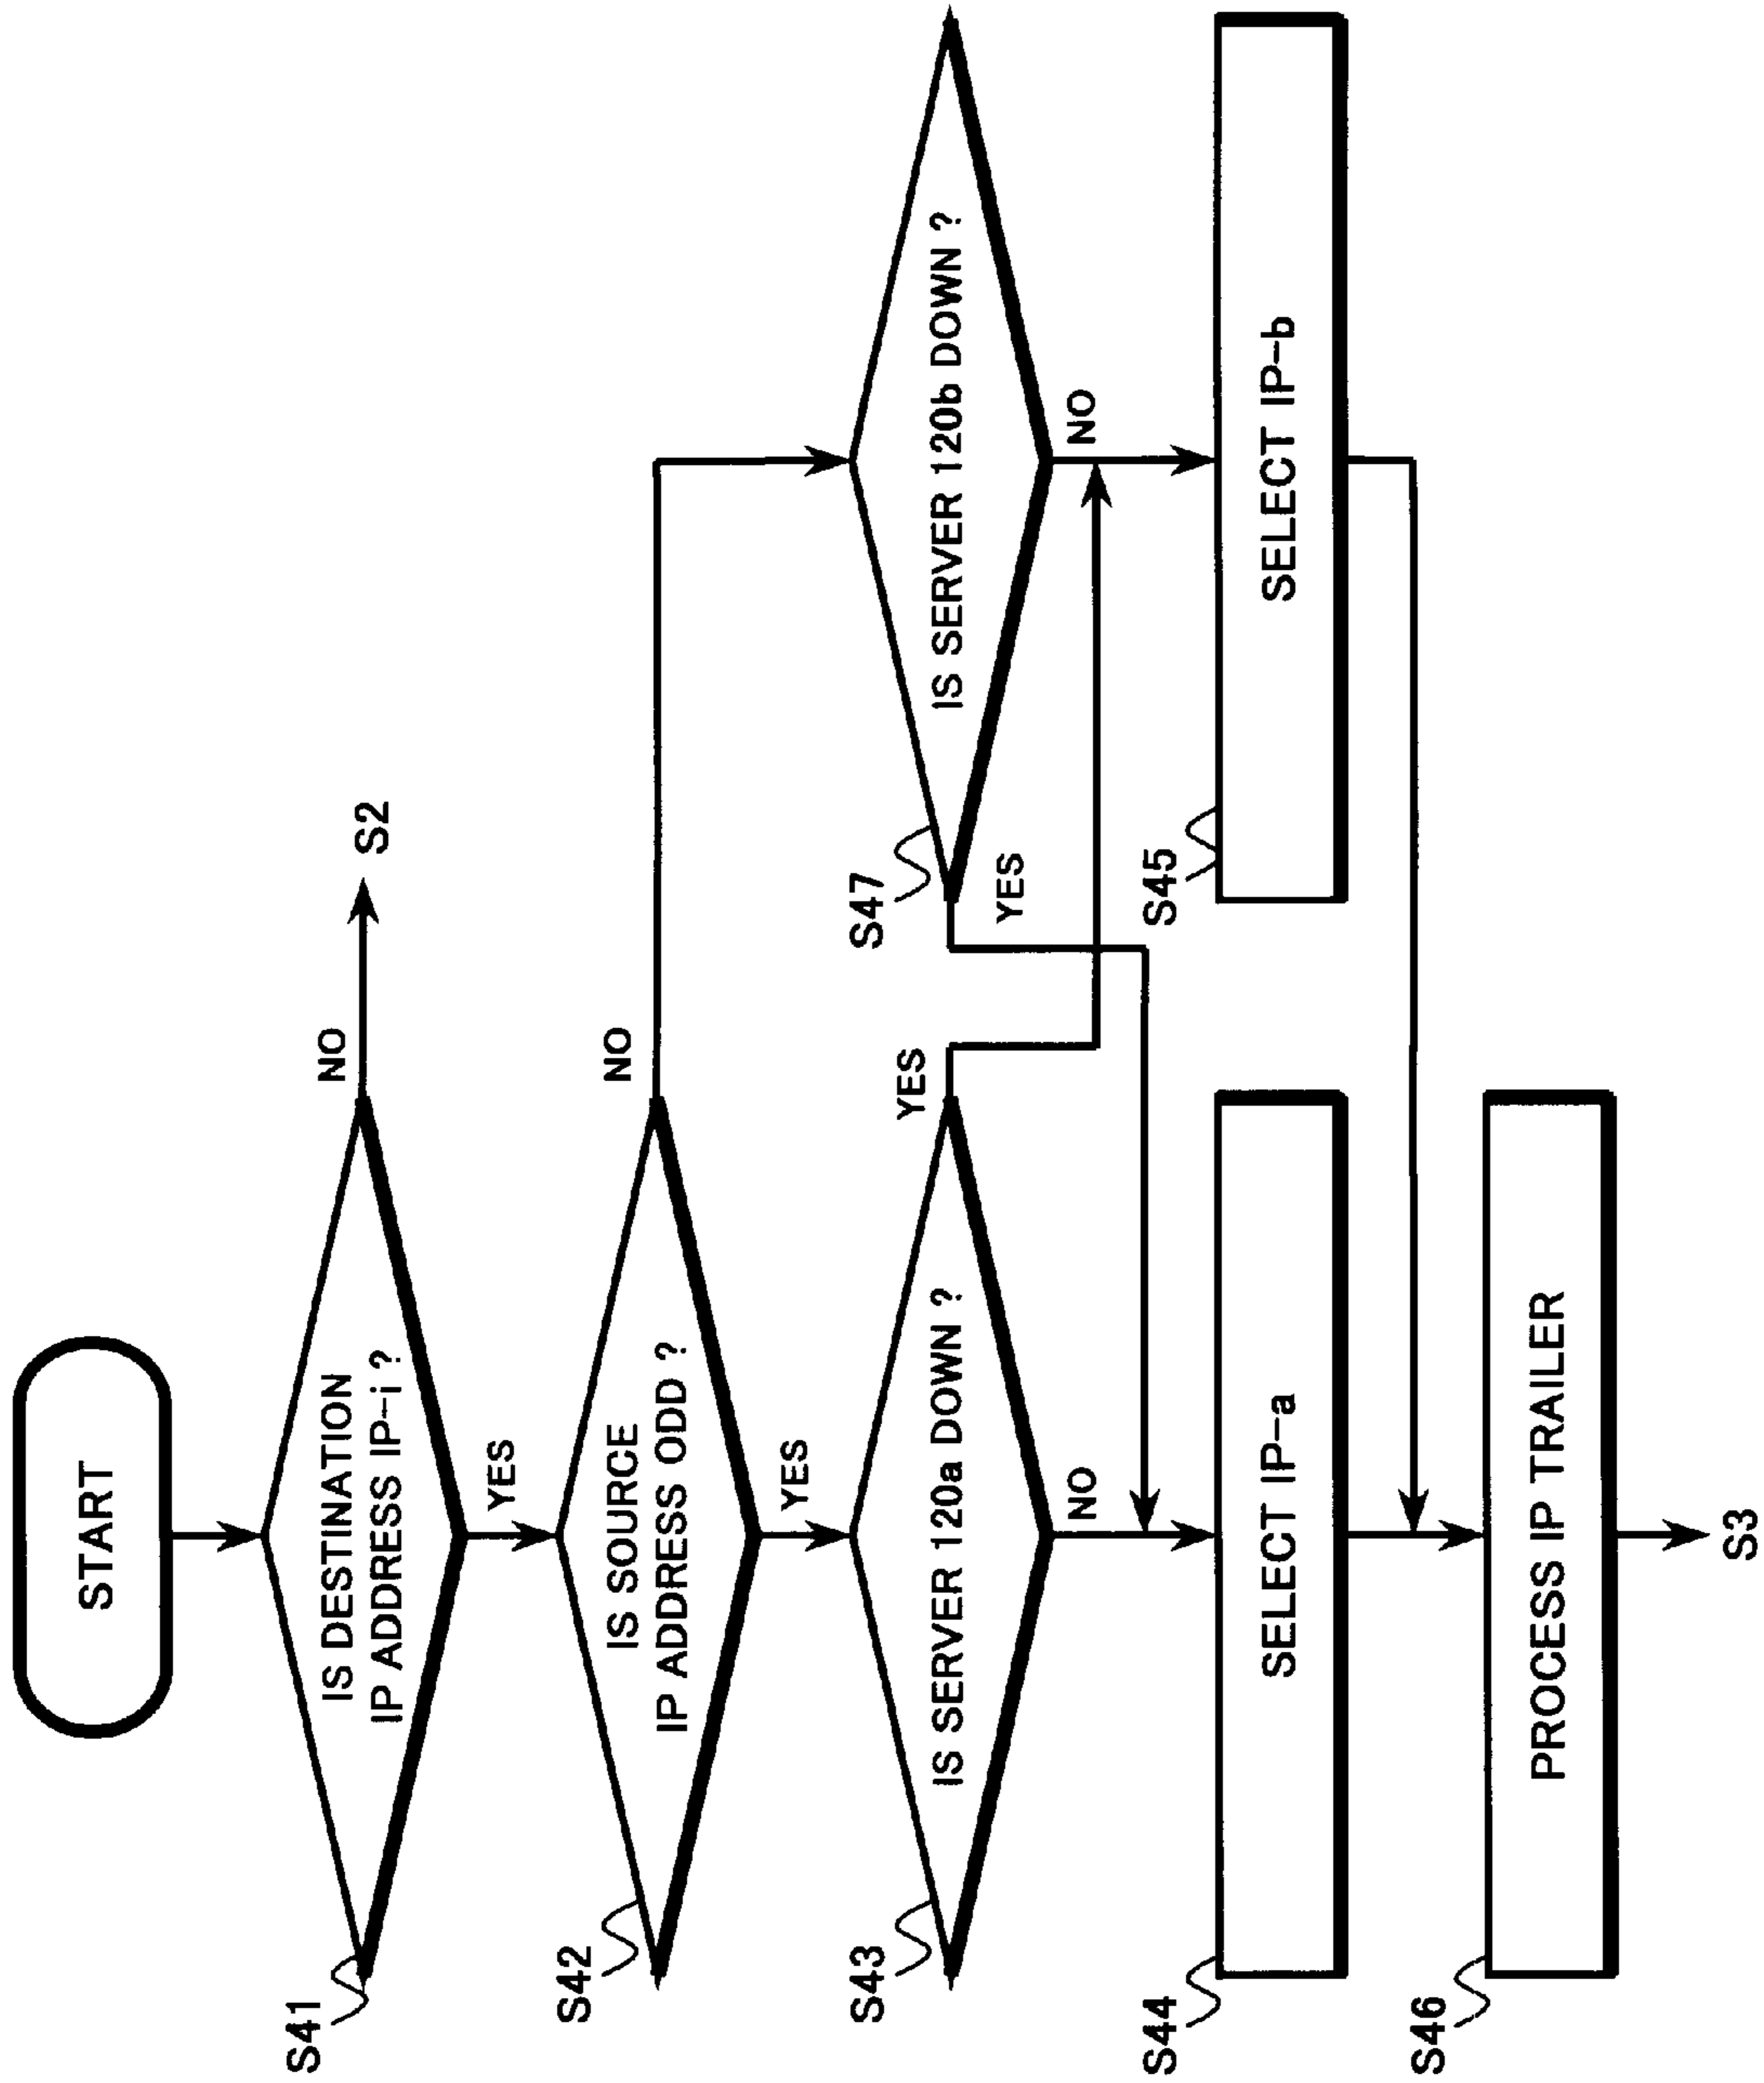 START
S41
IS DESTINATION
IP ADDRESS IP-i ?
NO
S2
YES
S42
IS SOURCE
IP ADDRESS ODD ?
NO
YES
S43
IS SERVER 120a DOWN ?
YES
S47
IS SERVER 120b DOWN ?
YES
NO
NO
S44
SELECT IP-a
S45
SELECT IP-b
S46
PROCESS IP TRAILER
S3